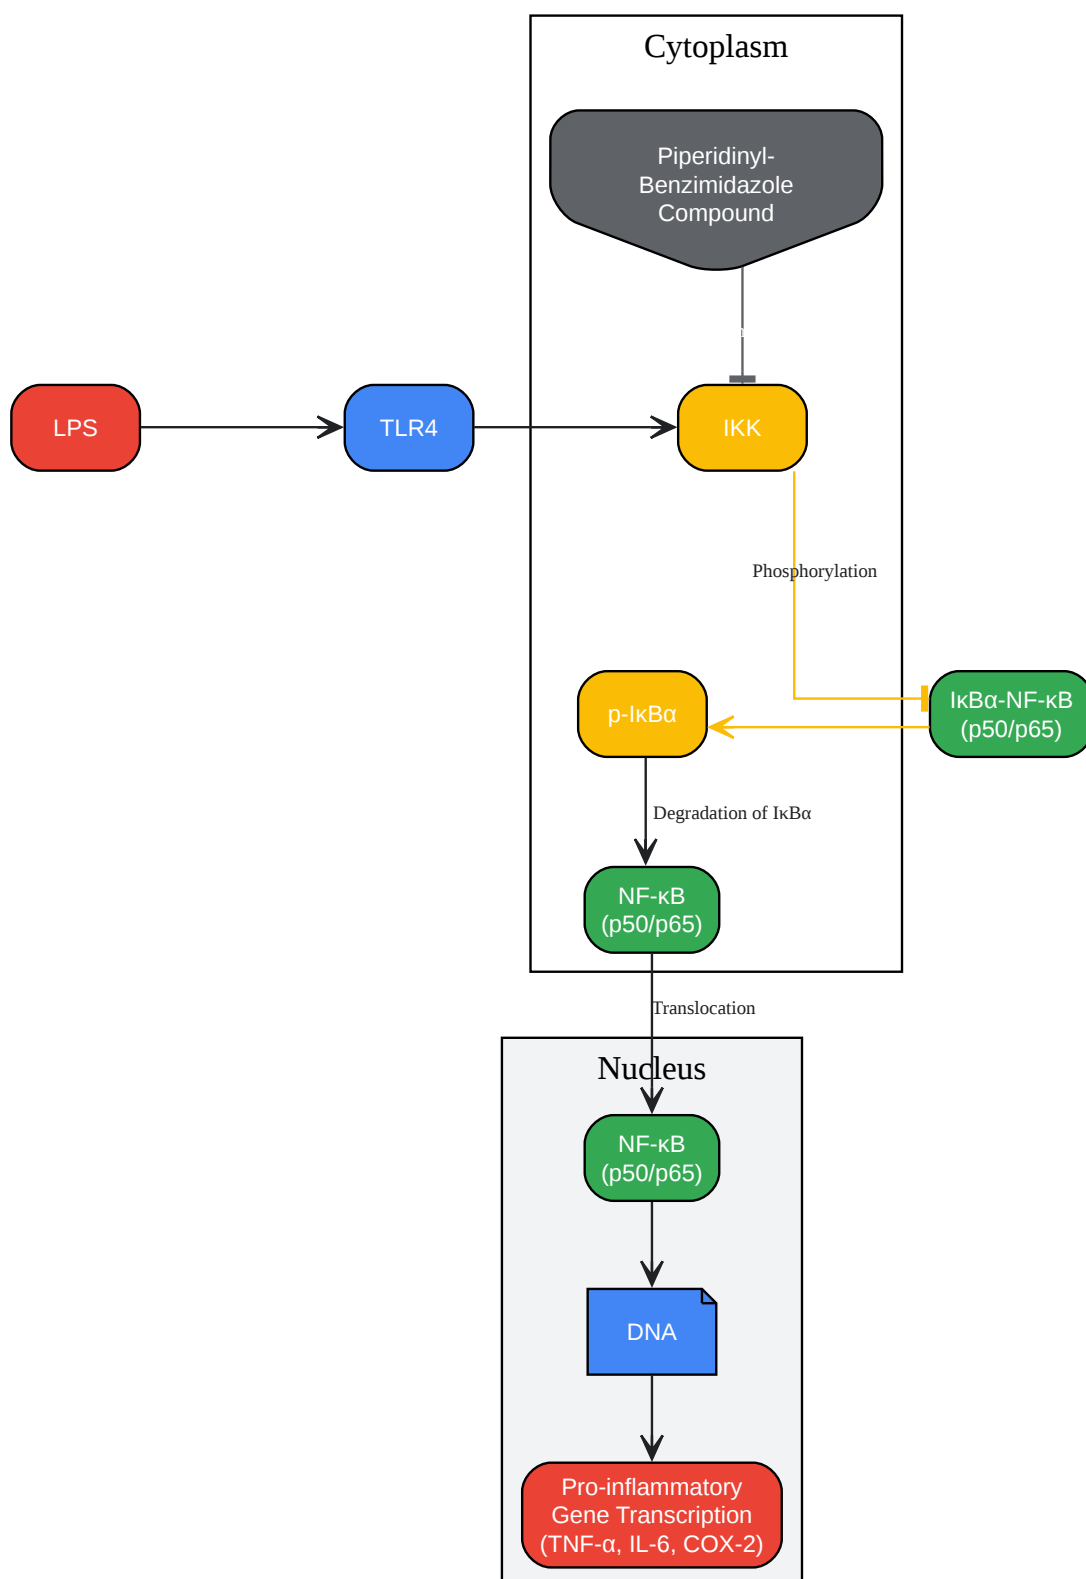 Cytoplasm
Piperidinyl-
Benzimidazole
Compound
LPS
TLR4
IKK
Phosphorylation
p-IκBα
IκBα-NF-κB
(p50/p65)
Degradation of IκBα
NF-κB
(p50/p65)
Translocation
Nucleus
NF-κB
(p50/p65)
DNA
Pro-inflammatory
Gene Transcription
(TNF-α, IL-6, COX-2)